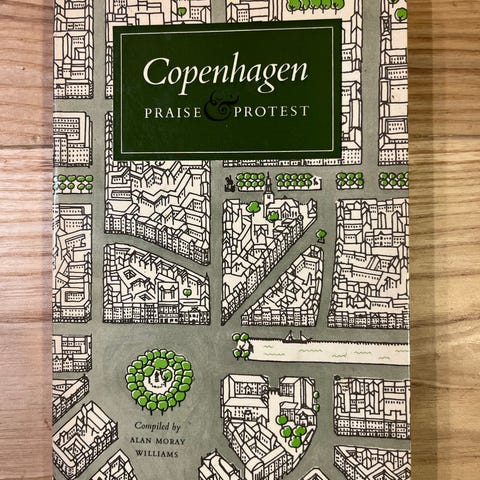 Copenhagen
PRAISE & PROTEST
Compiled by
ALAN MORAY
WILLIAMS